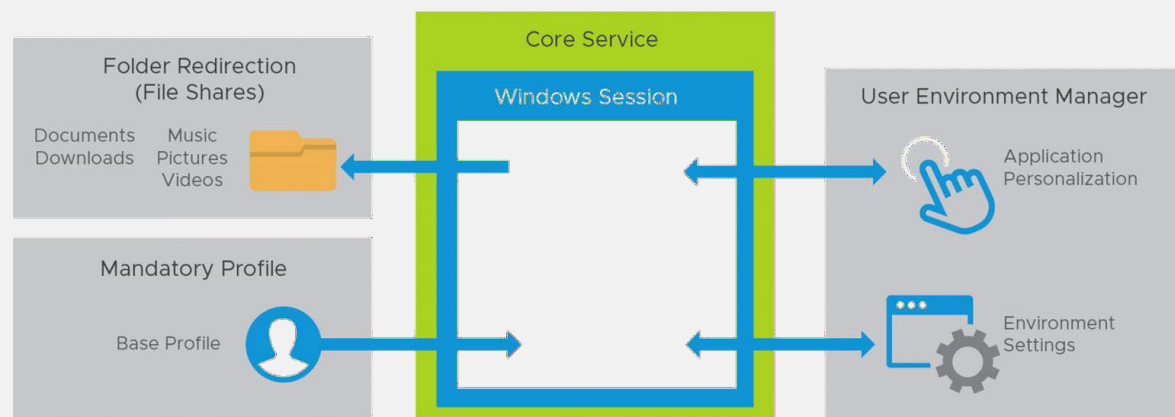 Core Service
Windows Session
Folder Redirection
(File Shares)
Documents
Downloads
Music
Pictures
Videos
Mandatory Profile
Base Profile
User Environment Manager
Application
Personalization
Environment
Settings